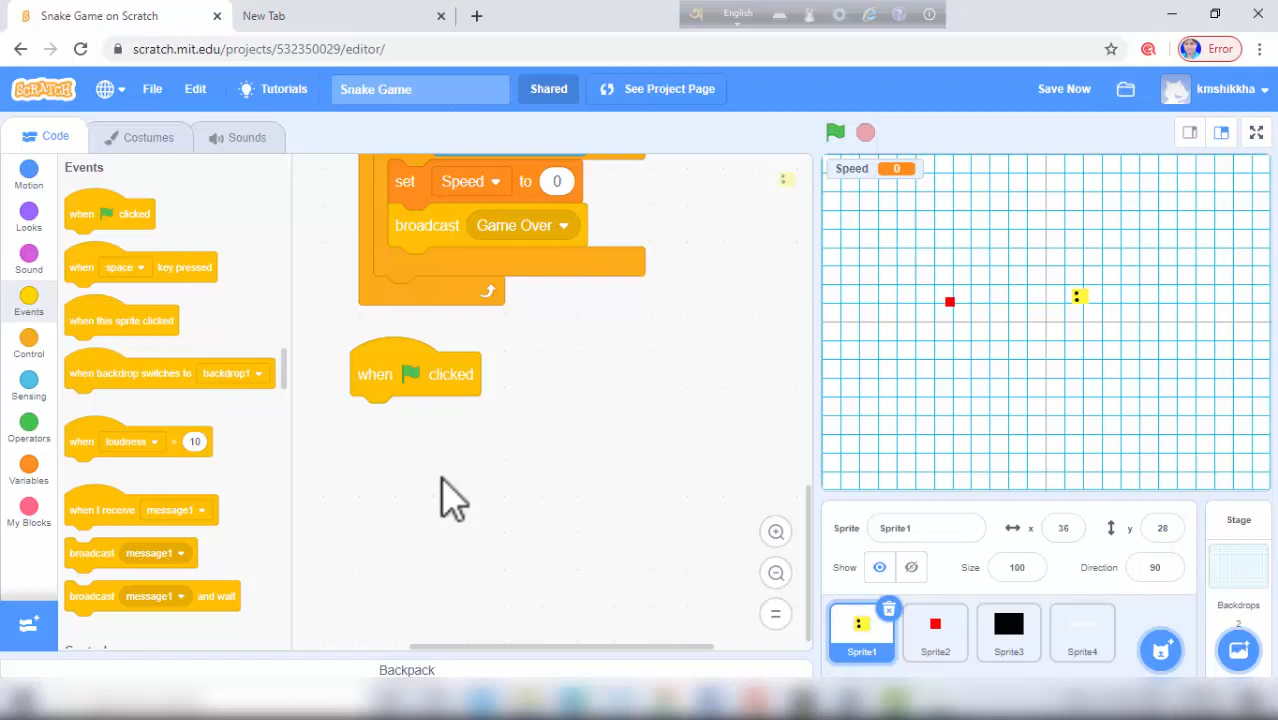 Snake Game on Scratch
New Tab
English
scratch.mit.edu/projects/532350029/editor/
Error
SCRATCH
File
Edit
Tutorials
Snake Game
Shared
See Project Page
Save Now
kmshikkha
Code
Costumes
Sounds
Motion
Looks
Sound
Events
Control
Sensing
Operators
Variables
My Blocks
Events
when clicked
when space key pressed
when this sprite clicked
when backdrop switches to backdrop1
when loudness > 10
when I receive message1
broadcast message1
broadcast message1 and wait
set Speed to 0
broadcast Game Over
when clicked
Backpack
Speed 0
Sprite Sprite1 x 36 y 28
Show Size 100 Direction 90
Sprite1
Sprite2
Sprite3
Sprite4
Stage
Backdrops
2